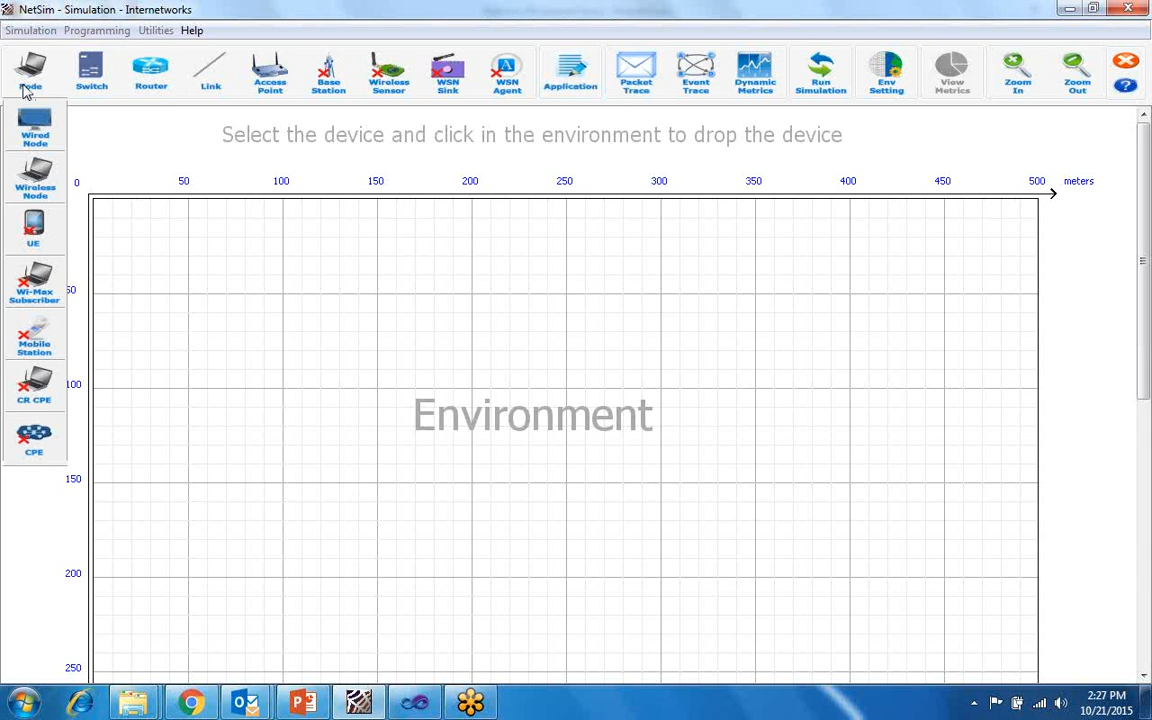 NetSim - Simulation - Internetworks
Simulation Programming Utilities Help
Node
Switch
Router
Link
Access Point
Base Station
Wireless Sensor
WSN Sink
WSN Agent
Application
Packet Trace
Event Trace
Dynamic Metrics
Run Simulation
Env Setting
View Metrics
Zoom In
Zoom Out
Wired Node
Wireless Node
UE
Wi-Max Subscriber
Mobile Station
CR CPE
CPE
Select the device and click in the environment to drop the device
0 50 100 150 200 250 300 350 400 450 500 meters
50
100
150
200
250
Environment
2:27 PM
10/21/2015